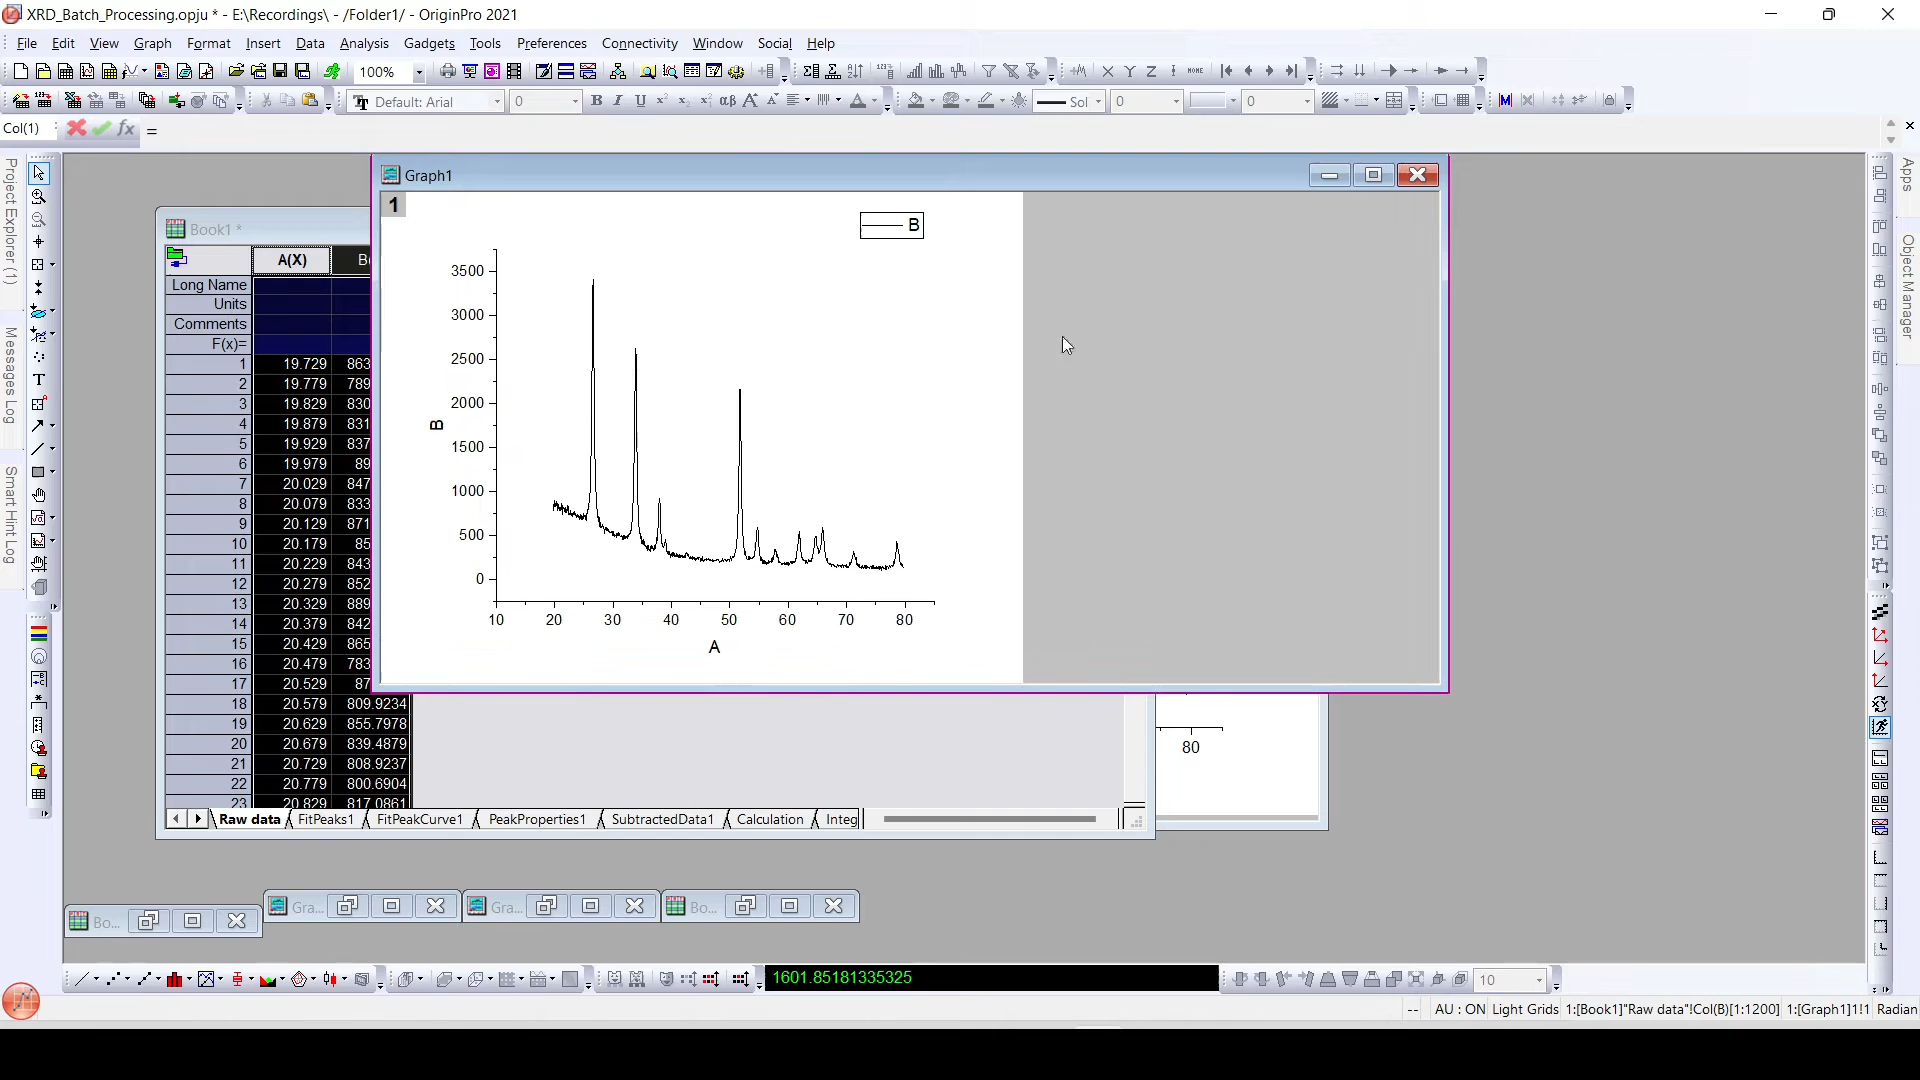 XRD_Batch_Processing.opju * - E:\Recordings\ - /Folder1/ - OriginPro 2021
File Edit View Graph Format Insert Data Analysis Gadgets Tools Preferences Connectivity Window Social Help
100%
Default: Arial 0 B I U x² x₂ αβ A A A Sol 0 0
Col(1) fx =
Project Explorer (1)
Messages Log
Smart Hint Log
Apps
Object Manager
Graph1
1
B
3500
3000
2500
2000
1500
1000
500
0
B
10 20 30 40 50 60 70 80
A
Book1 *
A(X)
Long Name
Units
Comments
F(x)=
1 19.729 863
2 19.779 789
3 19.829 830
4 19.879 831
5 19.929 837
6 19.979 89
7 20.029 847
8 20.079 833
9 20.129 871
10 20.179 85
11 20.229 843
12 20.279 852
13 20.329 889
14 20.379 842
15 20.429 865
16 20.479 783
17 20.529 87
18 20.579 809.9234
19 20.629 855.7978
20 20.679 839.4879
21 20.729 808.9237
22 20.779 800.6904
23 20.829 817.0861
80
Raw data FitPeaks1 FitPeakCurve1 PeakProperties1 SubtractedData1 Calculation Integ
Bo... Gra... Gra... Bo...
1601.85181335325
10
-- AU : ON Light Grids 1:[Book1]"Raw data"!Col(B)[1:1200] 1:[Graph1]1!1 Radian